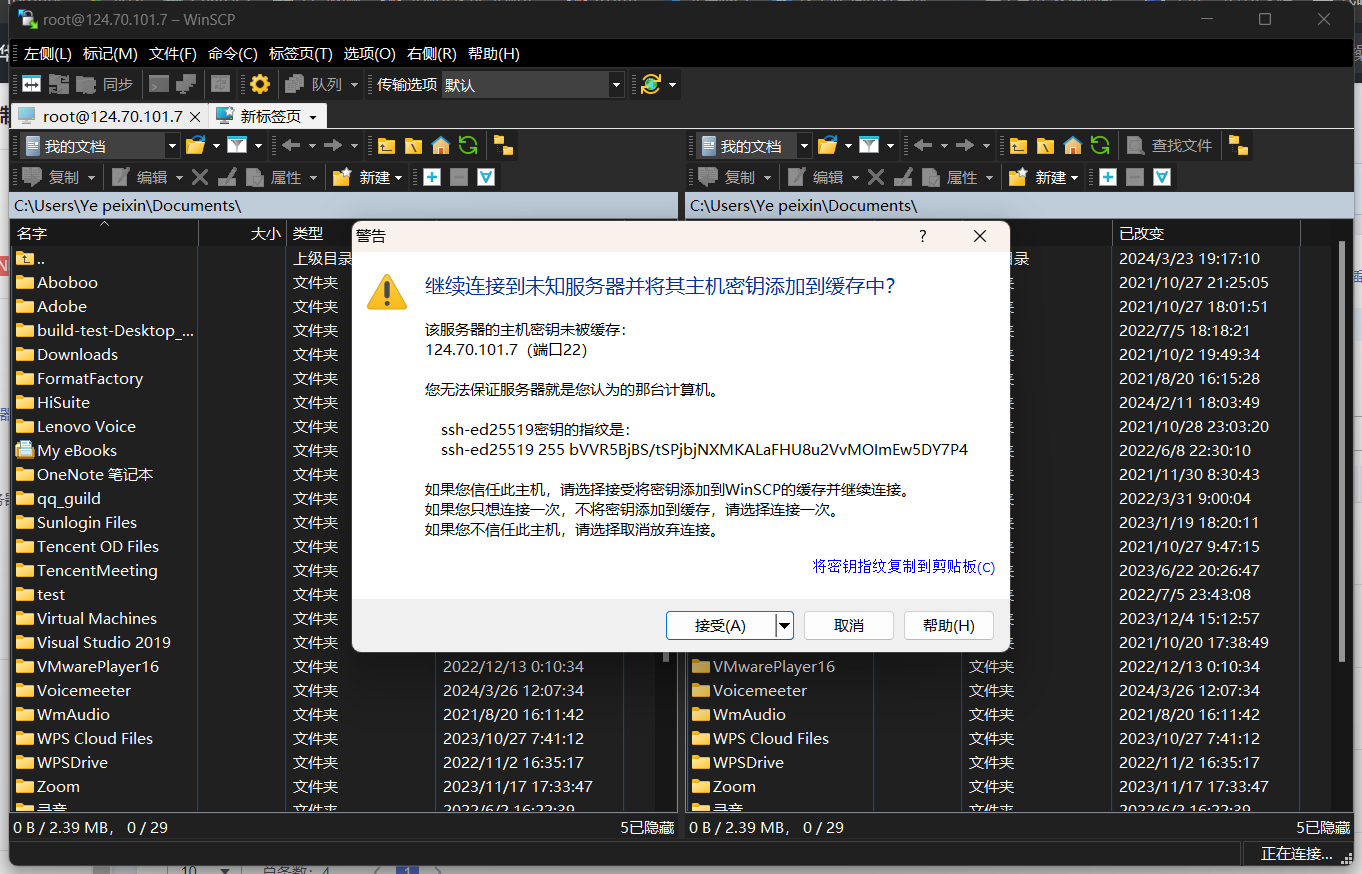 root@124.70.101.7 – WinSCP
左侧(L) 标记(M) 文件(F) 命令(C) 标签页(T) 选项(O) 右侧(R) 帮助(H)
同步 队列 传输选项 默认
root@124.70.101.7 新标签页
我的文档 我的文档 查找文件
复制 编辑 属性 新建 复制 编辑 属性 新建
C:\Users\Ye peixin\Documents\ C:\Users\Ye peixin\Documents\
名字 大小 类型 已改变
.. 上级目录 录 2024/3/23 19:17:10
Aboboo 文件夹 2021/10/27 21:25:05
Adobe 文件夹 2021/10/27 18:01:51
build-test-Desktop_... 文件夹 2022/7/5 18:18:21
Downloads 文件夹 2021/10/2 19:49:34
FormatFactory 文件夹 2021/8/20 16:15:28
HiSuite 文件夹 2024/2/11 18:03:49
Lenovo Voice 文件夹 2021/10/28 23:03:20
My eBooks 文件夹 2022/6/8 22:30:10
OneNote 笔记本 文件夹 2021/11/30 8:30:43
qq_guild 文件夹 2022/3/31 9:00:04
Sunlogin Files 文件夹 2023/1/19 18:20:11
Tencent OD Files 文件夹 2021/10/27 9:47:15
TencentMeeting 文件夹 2023/6/22 20:26:47
test 文件夹 2022/7/5 23:43:08
Virtual Machines 文件夹 2023/12/4 15:12:57
Visual Studio 2019 文件夹 2021/10/20 17:38:49
VMwarePlayer16 文件夹 2022/12/13 0:10:34 VMwarePlayer16 文件夹 2022/12/13 0:10:34
Voicemeeter 文件夹 2024/3/26 12:07:34 Voicemeeter 文件夹 2024/3/26 12:07:34
WmAudio 文件夹 2021/8/20 16:11:42 WmAudio 文件夹 2021/8/20 16:11:42
WPS Cloud Files 文件夹 2023/10/27 7:41:12 WPS Cloud Files 文件夹 2023/10/27 7:41:12
WPSDrive 文件夹 2022/11/2 16:35:17 WPSDrive 文件夹 2022/11/2 16:35:17
Zoom 文件夹 2023/11/17 17:33:47 Zoom 文件夹 2023/11/17 17:33:47
录音 文件夹 2022/6/2 16:22:39 录音 文件夹 2022/6/2 16:22:39
0 B / 2.39 MB， 0 / 29 5已隐藏 0 B / 2.39 MB， 0 / 29 5已隐藏
正在连接...
警告 ?
继续连接到未知服务器并将其主机密钥添加到缓存中?
该服务器的主机密钥未被缓存：
124.70.101.7（端口22）
您无法保证服务器就是您认为的那台计算机。
ssh-ed25519密钥的指纹是：
ssh-ed25519 255 bVVR5BjBS/tSPjbjNXMKALaFHU8u2VvMOImEw5DY7P4
如果您信任此主机，请选择接受将密钥添加到WinSCP的缓存并继续连接。
如果您只想连接一次，不将密钥添加到缓存，请选择连接一次。
如果您不信任此主机，请选择取消放弃连接。
将密钥指纹复制到剪贴板(C)
接受(A) 取消 帮助(H)